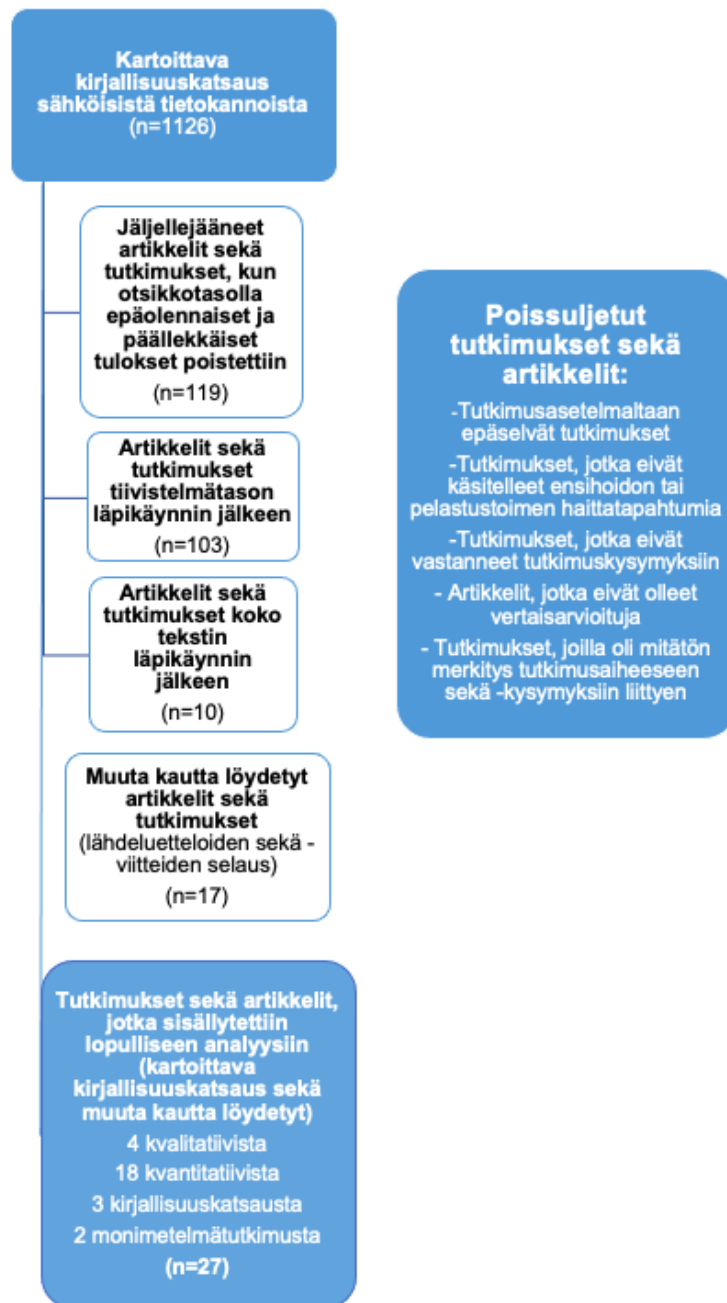 Kartoittava
kirjallisuuskatsaus
sähköisistä tietokannoista
(n=1126)
Jäljellejääneet
artikkelit sekä
tutkimukset, kun
otsikkotasolla
epäolennaiset ja
päällekkäiset
tulokset poistettiin
(n=119)
Artikkelit sekä
tutkimukset
tiivistelmätason
läpikäynnin jälkeen
(n=103)
Artikkelit sekä
tutkimukset koko
tekstin
läpikäynnin
jälkeen
(n=10)
Muuta kautta löydetyt
artikkelit sekä
tutkimukset
(lähdeluetteloiden sekä -
viitteiden selaus)
(n=17)
Tutkimukset sekä artikkelit,
jotka sisällytettiin
lopulliseen analyysiin
(kartoittava
kirjallisuuskatsaus sekä
muuta kautta löydetyt)
4 kvalitatiivista
18 kvantitatiivista
3 kirjallisuuskatsausta
2 monimetelmätutkimusta
(n=27)
Poissuljetut
tutkimukset sekä
artikkelit:
-Tutkimusasetelmaltaan
epäselvät tutkimukset
-Tutkimukset, jotka eivät
käsitelleet ensihoidon tai
pelastustoimen haittatapahtumia
-Tutkimukset, jotka eivät
vastanneet tutkimuskysymyksiin
- Artikkelit, jotka eivät olleet
vertaisarvioituja
- Tutkimukset, joilla oli mitätön
merkitys tutkimusaiheeseen
sekä -kysymyksiin liittyen